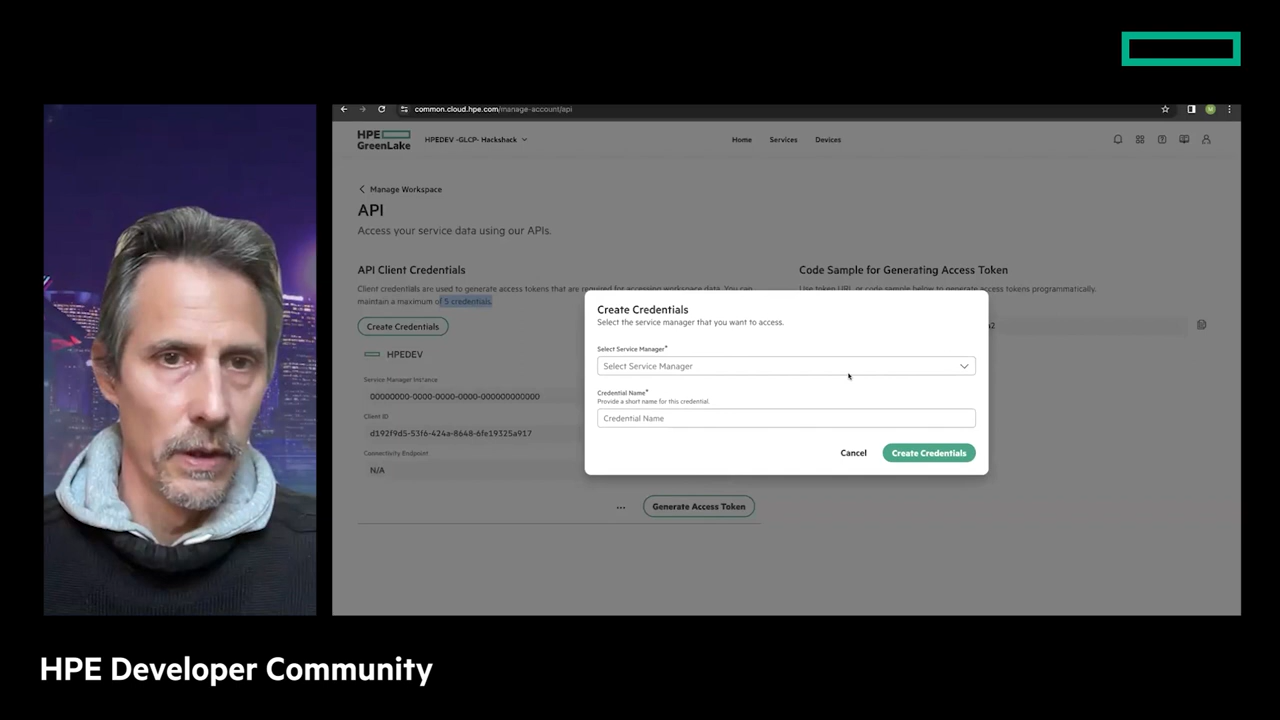 common.cloud.hpe.com/manage-account/api
HPE
GreenLake
HPEDEV -GLCP- Hackshack
Home
Services
Devices
Manage Workspace
API
Access your service data using our APIs.
API Client Credentials
Client credentials are used to generate access tokens that are required for accessing workspace data. You can
maintain a maximum of 5 credentials.
Create Credentials
HPEDEV
Service Manager Instance
00000000-0000-0000-0000-000000000000
Client ID
d192f9d5-53f6-424a-8648-6fe19325a917
Connectivity Endpoint
N/A
Generate Access Token
Code Sample for Generating Access Token
Use token URL or code sample below to generate access tokens programmatically.
Create Credentials
Select the service manager that you want to access.
Select Service Manager*
Select Service Manager
Credential Name*
Provide a short name for this credential.
Credential Name
Cancel
Create Credentials
HPE Developer Community